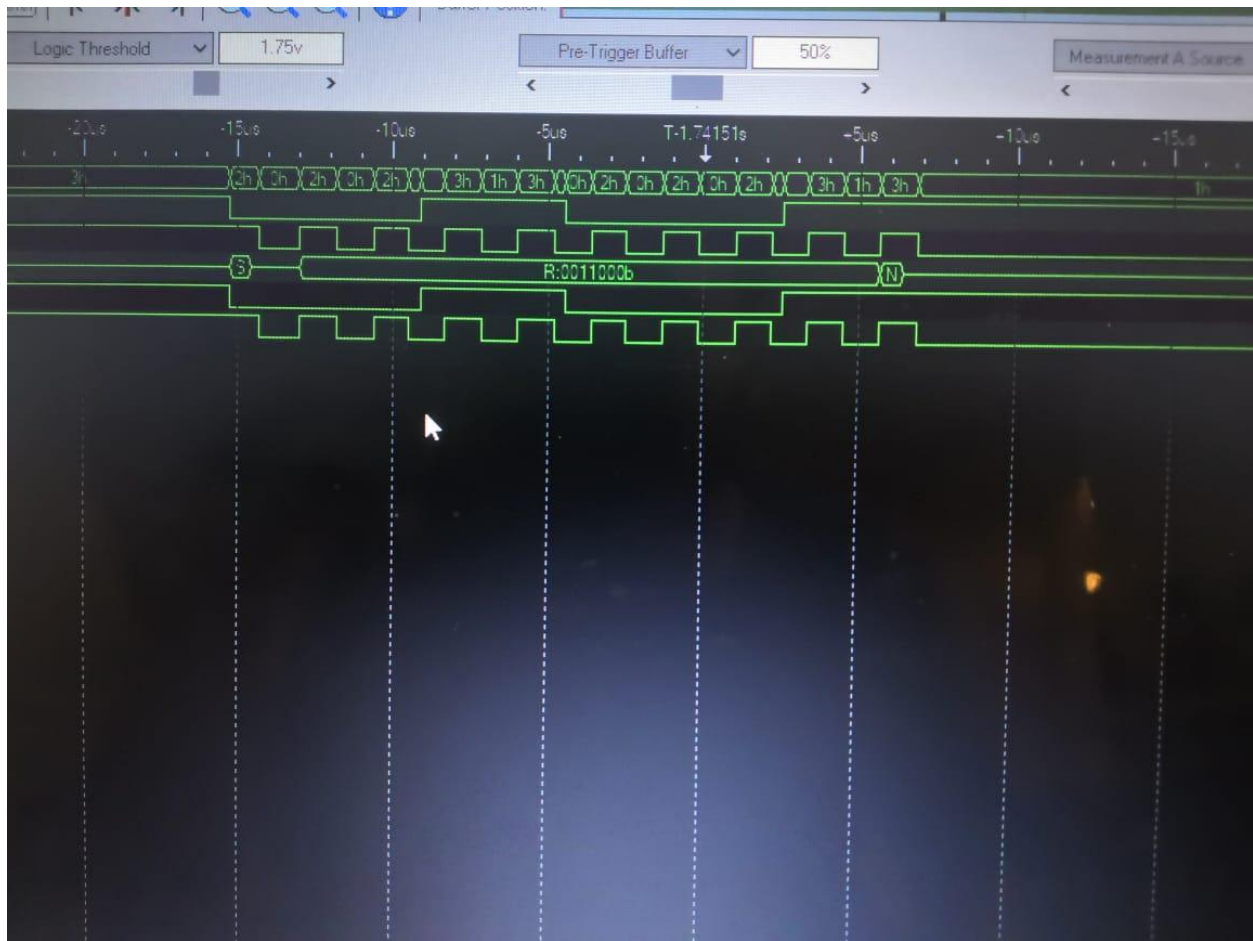 Buffer Position:
Logic Threshold 1.75v Pre-Trigger Buffer 50% Measurement A Source
-20us -15us -10us -5us T-1.74151s -5us -10us -15us
3h 2h 0h 2h 0h 2h 3h 1h 3h 0h 2h 0h 2h 0h 2h 3h 1h 3h 1h
S R:0011000b N